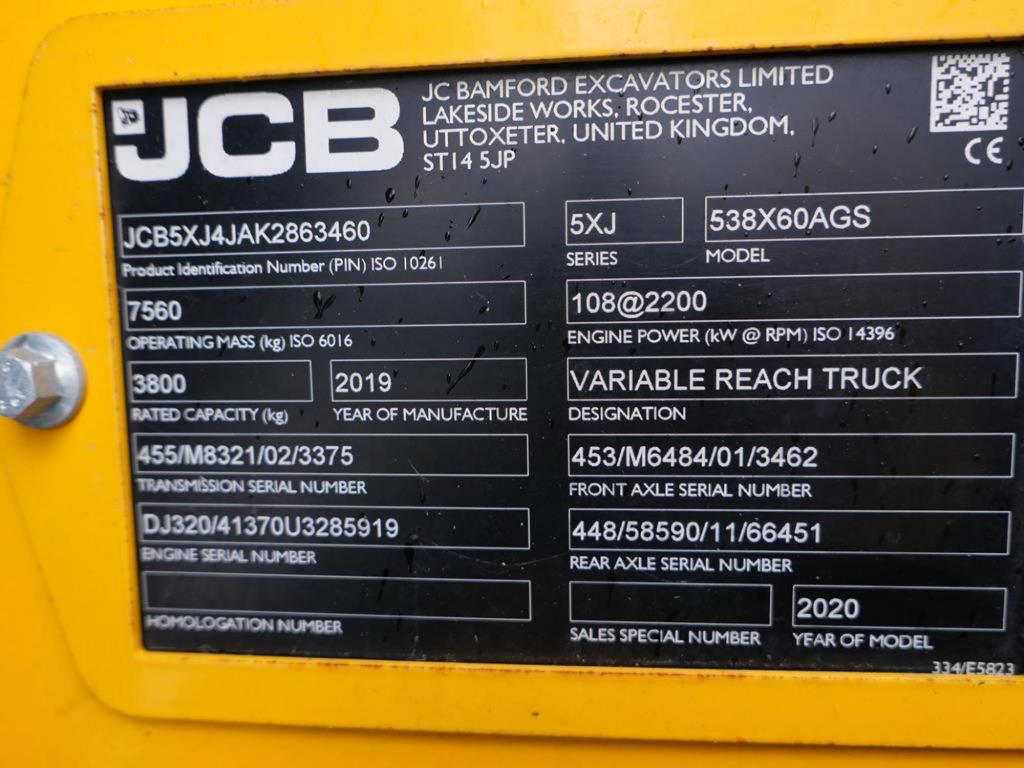 JCB
JC BAMFORD EXCAVATORS LIMITED
LAKESIDE WORKS, ROCESTER,
UTTOXETER, UNITED KINGDOM,
ST14 5JP
CE
JCB5XJ4JAK2863460
Product Identification Number (PIN) ISO 10261
5XJ
SERIES
538X60AGS
MODEL
7560
OPERATING MASS (kg) ISO 6016
108@2200
ENGINE POWER (kW @ RPM) ISO 14396
3800
RATED CAPACITY (kg)
2019
YEAR OF MANUFACTURE
VARIABLE REACH TRUCK
DESIGNATION
455/M8321/02/3375
TRANSMISSION SERIAL NUMBER
453/M6484/01/3462
FRONT AXLE SERIAL NUMBER
DJ320/41370U3285919
ENGINE SERIAL NUMBER
448/58590/11/66451
REAR AXLE SERIAL NUMBER
HOMOLOGATION NUMBER
SALES SPECIAL NUMBER
2020
YEAR OF MODEL
334/E5823